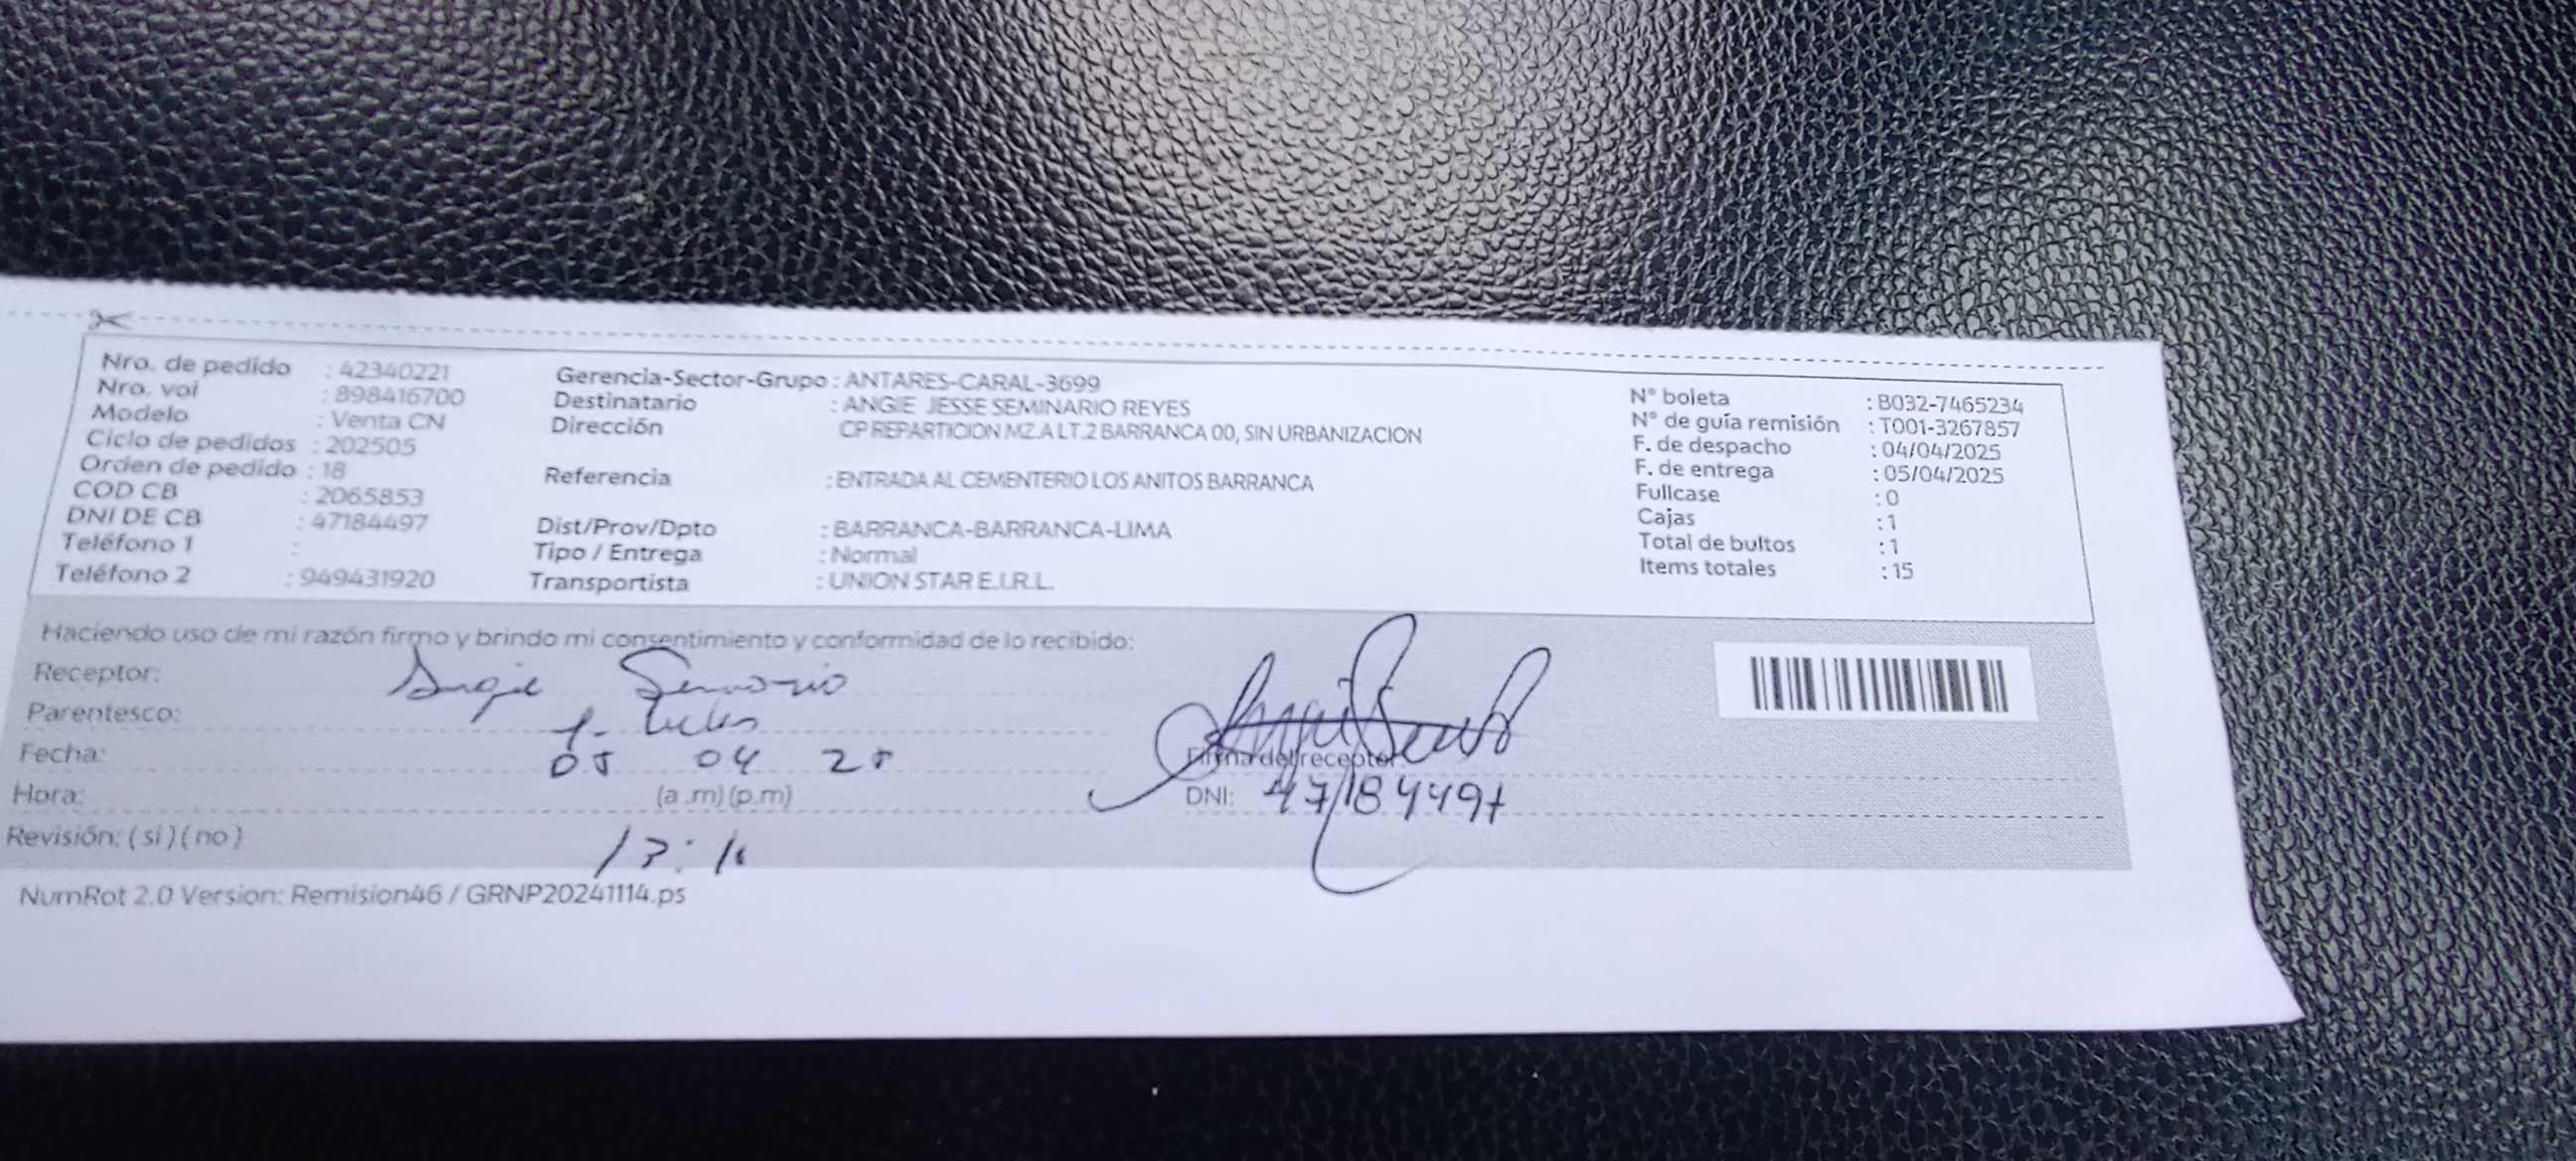 Nro. de pedido : 42340221
Nro. vol : 898416700
Modelo : Venta CN
Ciclo de pedidos : 202505
Orden de pedido : 18
COD CB : 2065853
DNI DE CB : 47184497
Teléfono 1 :
Teléfono 2 : 949431920
Gerencia-Sector-Grupo : ANTARES-CARAL-3699
Destinatario : ANGIE JESSE SEMINARIO REYES
Dirección CP REPARTICION MZ.A LT.2 BARRANCA 00, SIN URBANIZACION
Referencia : ENTRADA AL CEMENTERIO LOS ANITOS BARRANCA
Dist/Prov/Dpto : BARRANCA-BARRANCA-LIMA
Tipo / Entrega : Normal
Transportista : UNION STAR E.I.R.L.
N° boleta : B032-7465234
N° de guía remisión : T001-3267857
F. de despacho : 04/04/2025
F. de entrega : 05/04/2025
Fullcase : 0
Cajas : 1
Total de bultos : 1
Items totales : 15
Haciendo uso de mi razón firmo y brindo mi consentimiento y conformidad de lo recibido:
Receptor: Angie
Parentesco:
Fecha: 05 04 25
Hora: (a .m) (p.m)
Revisión: ( sí ) ( no )
Firma del receptor
DNI: 47184497
NumRot 2.0 Version: Remision46 / GRNP20241114.ps